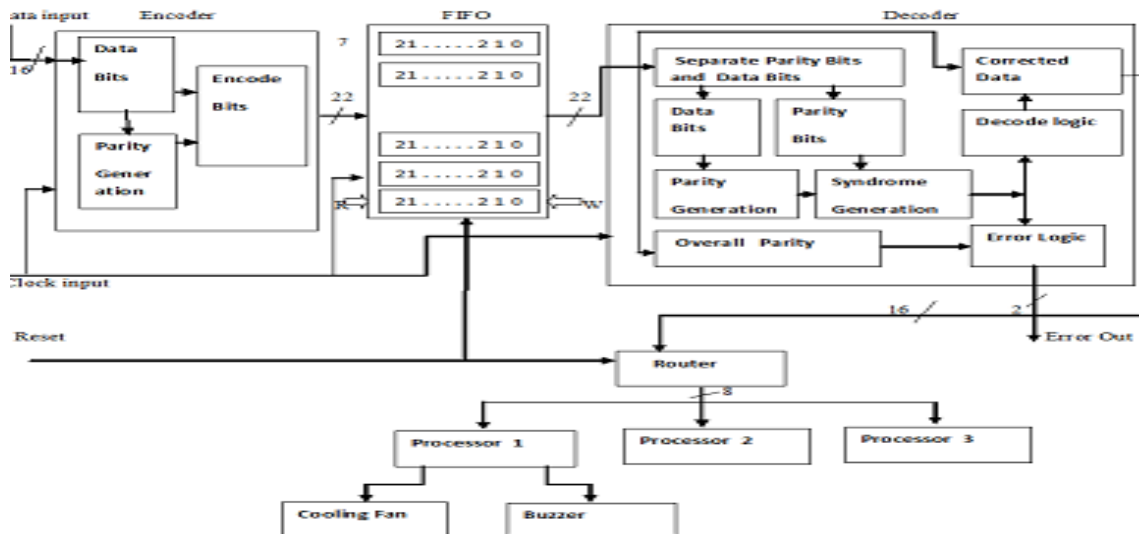 ata input
Encoder
FIFO
Decoder
16
Data
Bits
Encode
Bits
Parity
Gener
ation
22
7
21.....210
21.....210
21.....210
21.....210
21.....210
R
W
22
Separate Parity Bits
and Data Bits
Corrected
Data
Data
Bits
Parity
Bits
Decode logic
Parity
Generation
Syndrome
Generation
Overall Parity
Error Logic
Clock input
16
2
Reset
Error Out
Router
8
Processor 1
Processor 2
Processor 3
Cooling Fan
Buzzer